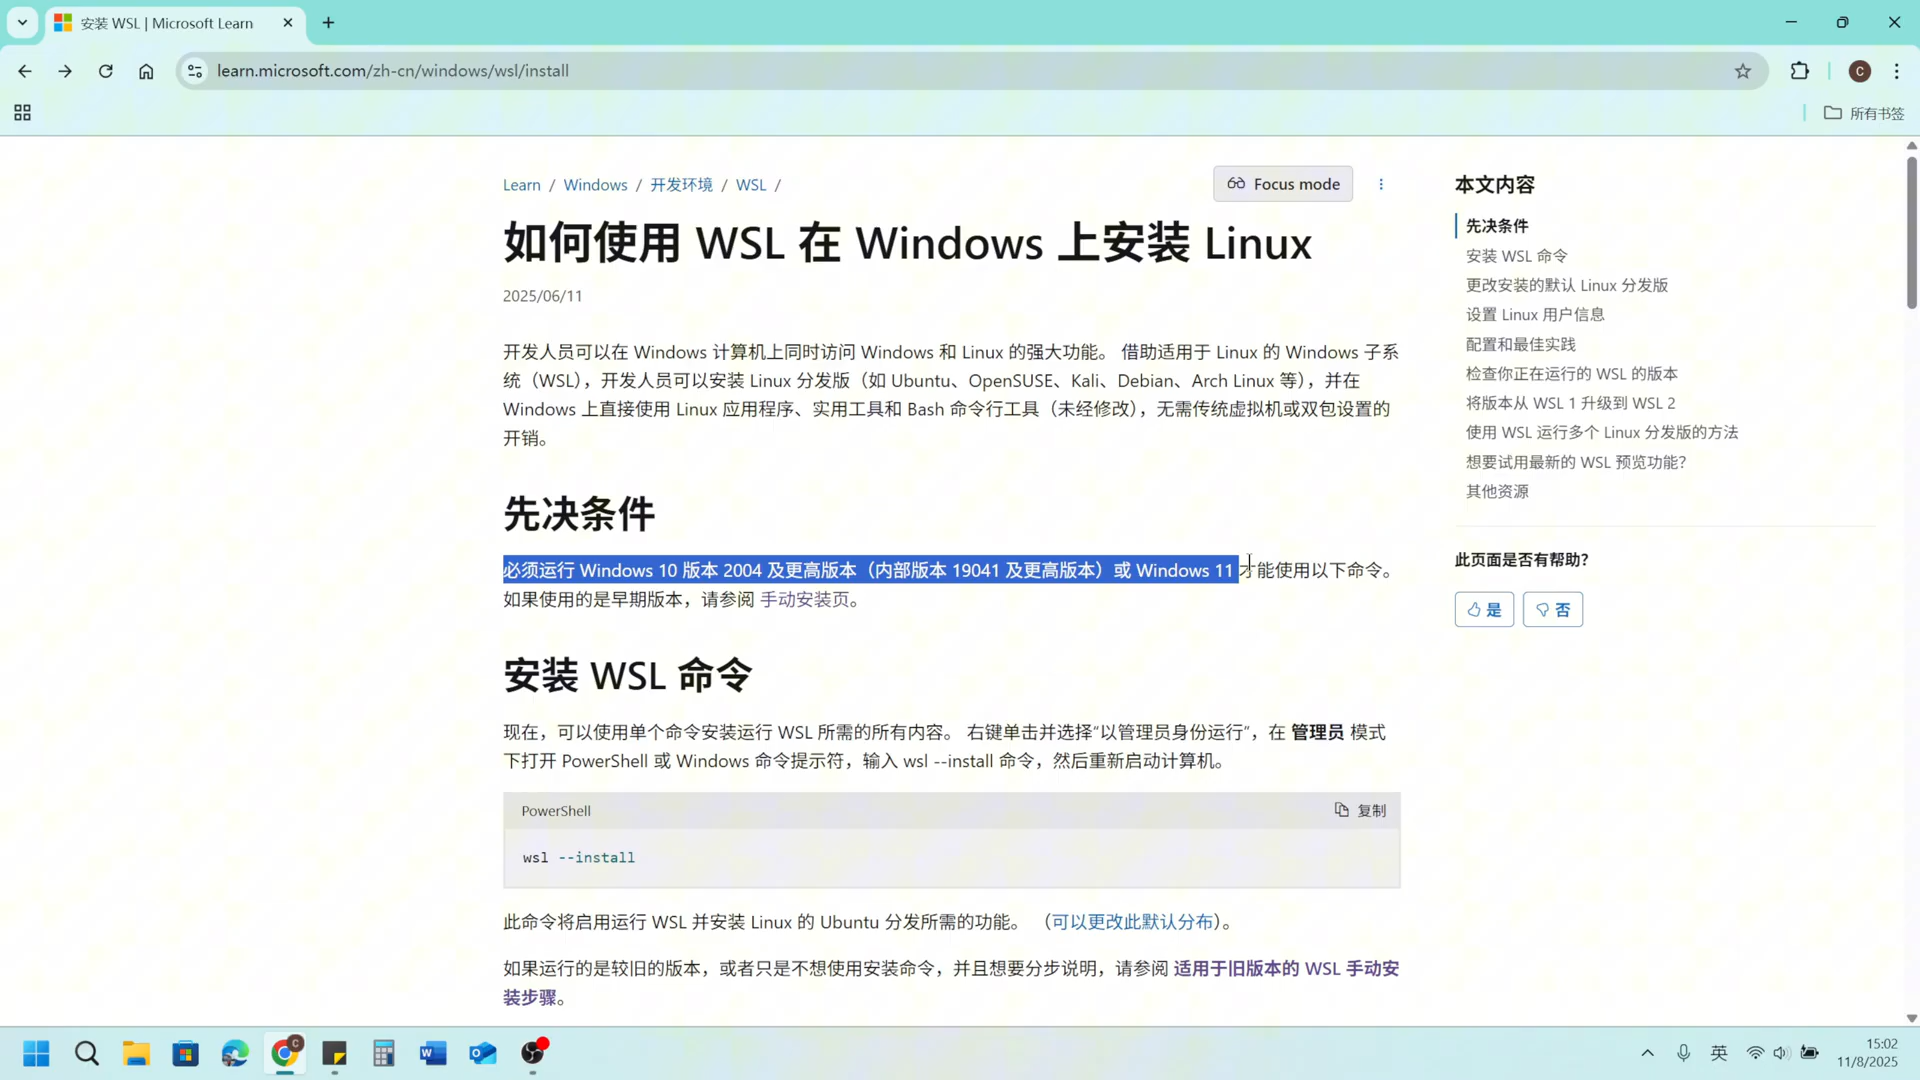 安装 WSL | Microsoft Learn
learn.microsoft.com/zh-cn/windows/wsl/install
C
所有书签
Learn / Windows / 开发环境 / WSL /
Focus mode
如何使用 WSL 在 Windows 上安装 Linux
2025/06/11
开发人员可以在 Windows 计算机上同时访问 Windows 和 Linux 的强大功能。 借助适用于 Linux 的 Windows 子系
统（WSL），开发人员可以安装 Linux 分发版（如 Ubuntu、OpenSUSE、Kali、Debian、Arch Linux 等），并在
Windows 上直接使用 Linux 应用程序、实用工具和 Bash 命令行工具（未经修改），无需传统虚拟机或双包设置的
开销。
先决条件
必须运行 Windows 10 版本 2004 及更高版本（内部版本 19041 及更高版本）或 Windows 11 才能使用以下命令。
如果使用的是早期版本，请参阅 手动安装页。
安装 WSL 命令
现在，可以使用单个命令安装运行 WSL 所需的所有内容。 右键单击并选择“以管理员身份运行”，在 管理员 模式
下打开 PowerShell 或 Windows 命令提示符，输入 wsl --install 命令，然后重新启动计算机。
PowerShell
复制
wsl --install
此命令将启用运行 WSL 并安装 Linux 的 Ubuntu 分发所需的功能。 （可以更改此默认分布）。
如果运行的是较旧的版本，或者只是不想使用安装命令，并且想要分步说明，请参阅 适用于旧版本的 WSL 手动安
装步骤。
本文内容
先决条件
安装 WSL 命令
更改安装的默认 Linux 分发版
设置 Linux 用户信息
配置和最佳实践
检查你正在运行的 WSL 的版本
将版本从 WSL 1 升级到 WSL 2
使用 WSL 运行多个 Linux 分发版的方法
想要试用最新的 WSL 预览功能?
其他资源
此页面是否有帮助?
是
否
C
W
英
15:02
11/8/2025